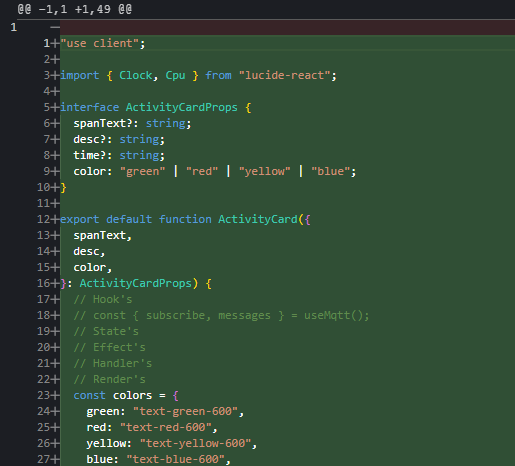 @@ -1,1 +1,49 @@
1 -
1+"use client";
2+
3+import { Clock, Cpu } from "lucide-react";
4+
5+interface ActivityCardProps {
6+  spanText?: string;
7+  desc?: string;
8+  time?: string;
9+  color: "green" | "red" | "yellow" | "blue";
10+}
11+
12+export default function ActivityCard({
13+  spanText,
14+  desc,
15+  color,
16+}: ActivityCardProps) {
17+  // Hook's
18+  // const { subscribe, messages } = useMqtt();
19+  // State's
20+  // Effect's
21+  // Handler's
22+  // Render's
23+  const colors = {
24+    green: "text-green-600",
25+    red: "text-red-600",
26+    yellow: "text-yellow-600",
27+    blue: "text-blue-600",